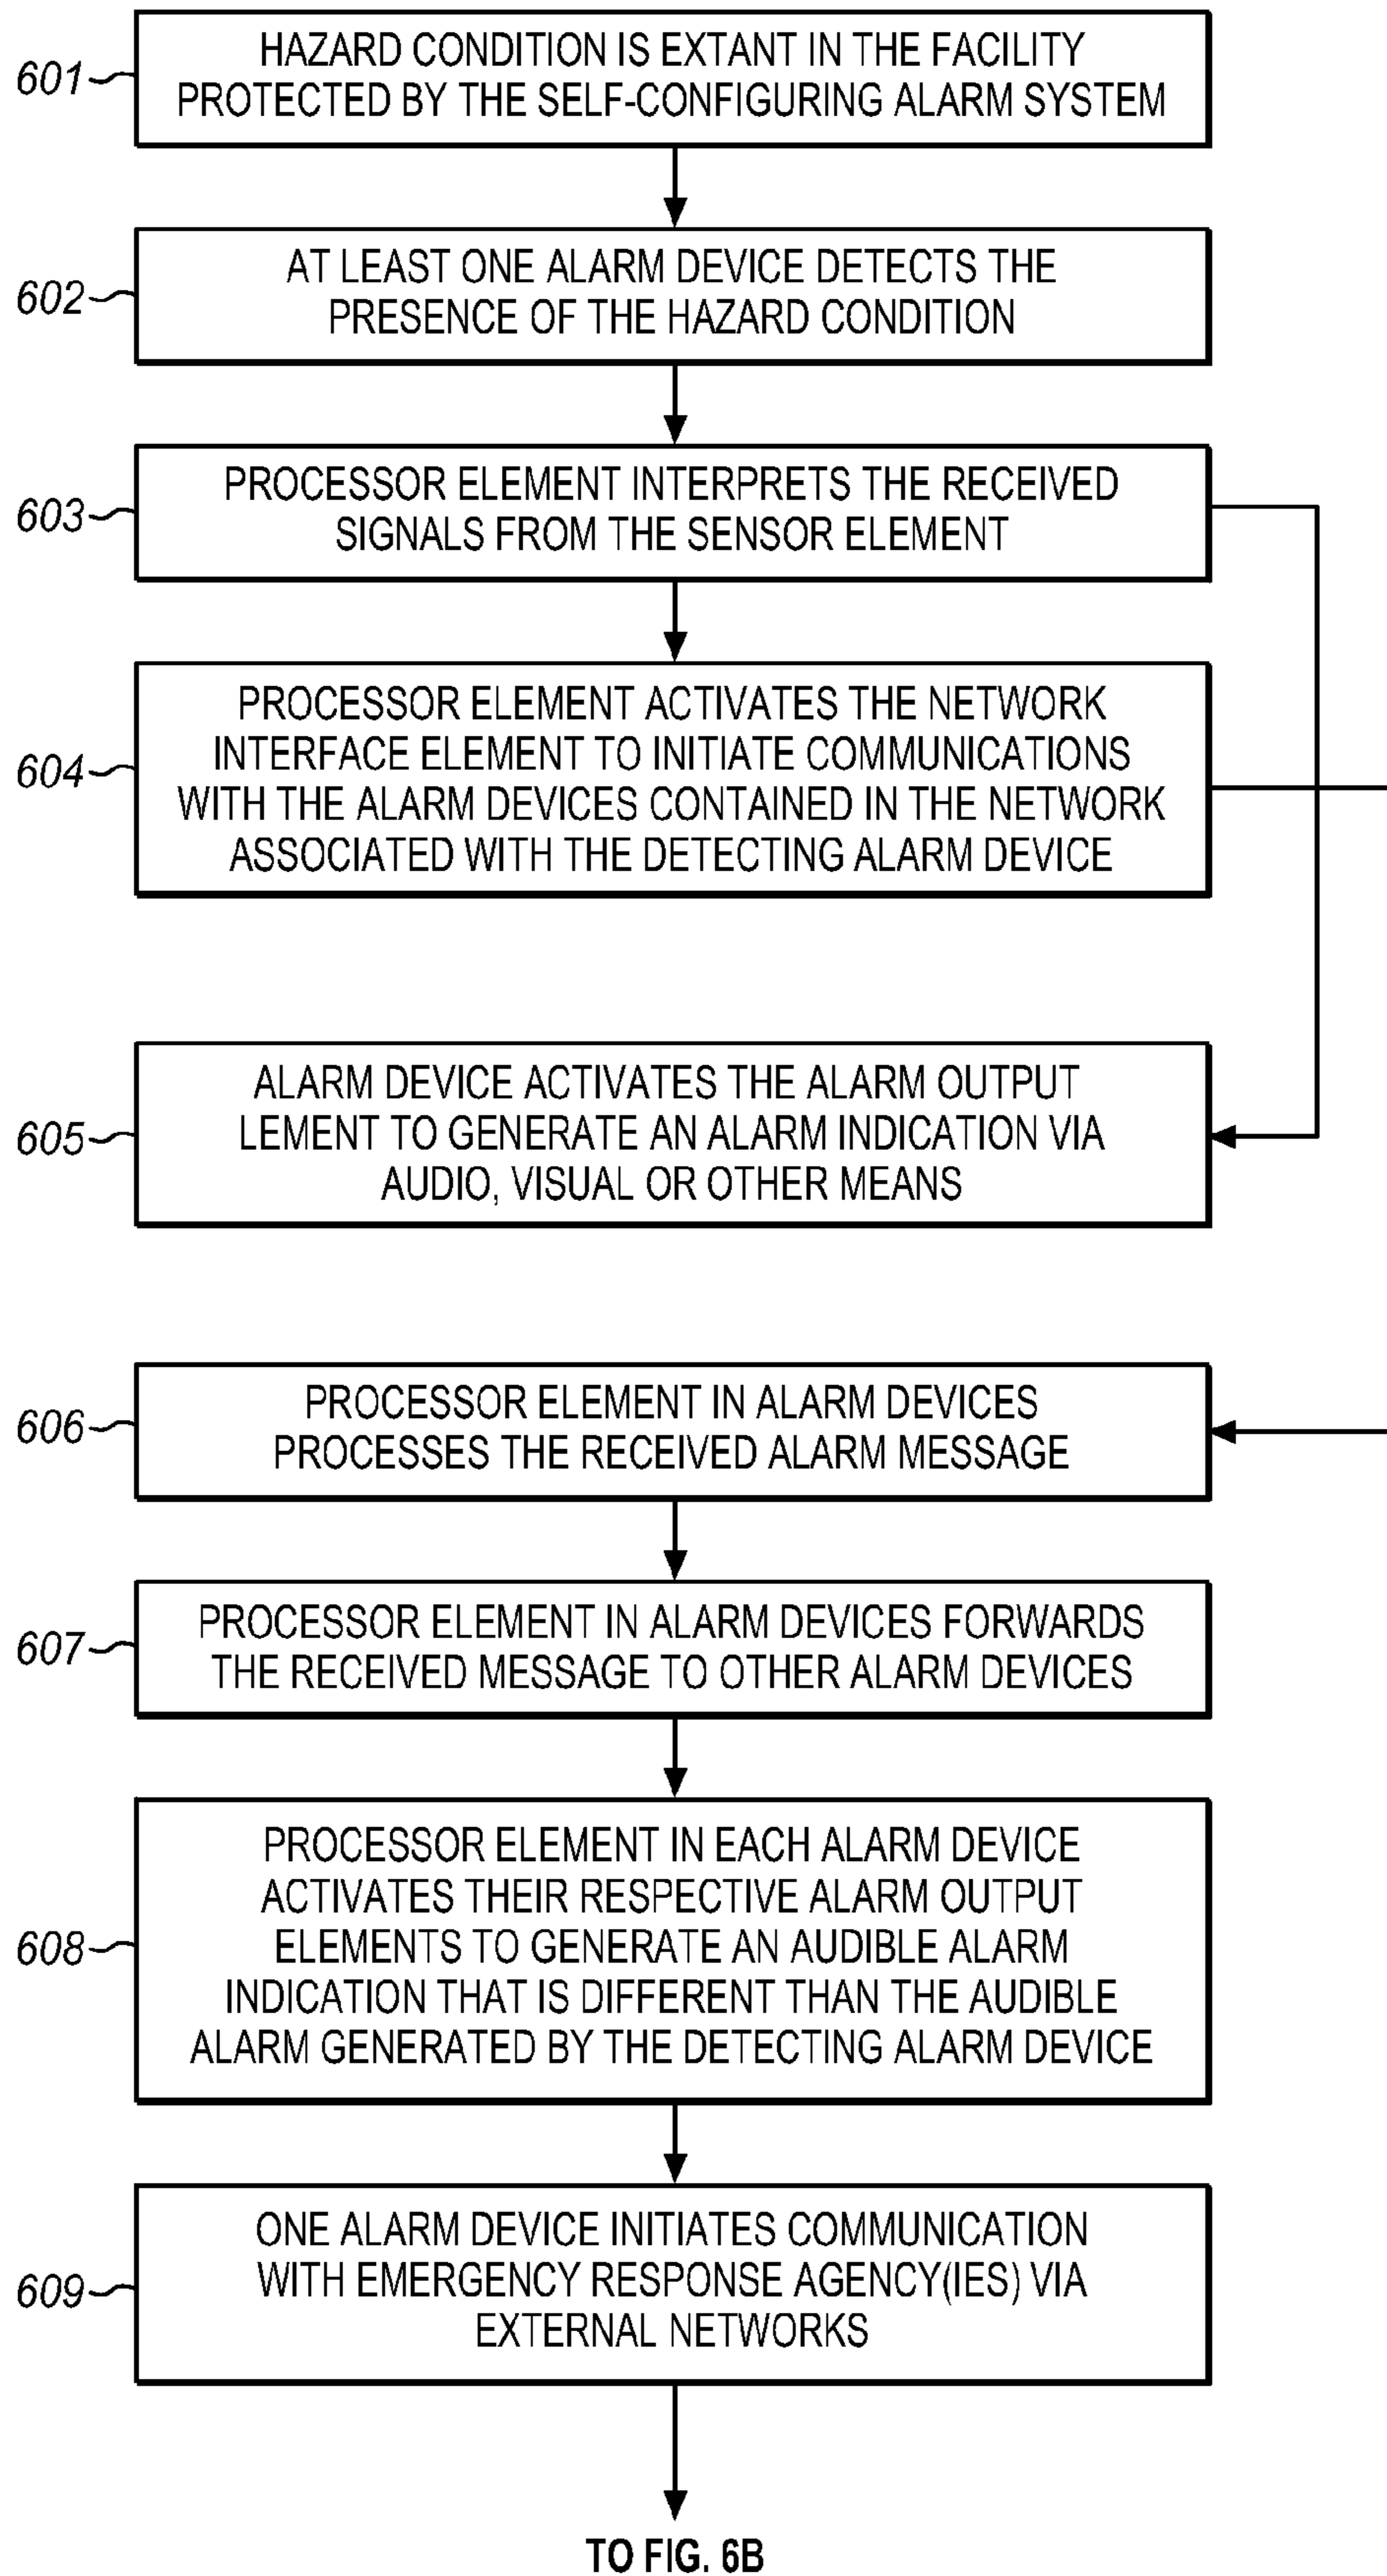 601
HAZARD CONDITION IS EXTANT IN THE FACILITY
PROTECTED BY THE SELF-CONFIGURING ALARM SYSTEM
602
AT LEAST ONE ALARM DEVICE DETECTS THE
PRESENCE OF THE HAZARD CONDITION
603
PROCESSOR ELEMENT INTERPRETS THE RECEIVED
SIGNALS FROM THE SENSOR ELEMENT
604
PROCESSOR ELEMENT ACTIVATES THE NETWORK
INTERFACE ELEMENT TO INITIATE COMMUNICATIONS
WITH THE ALARM DEVICES CONTAINED IN THE NETWORK
ASSOCIATED WITH THE DETECTING ALARM DEVICE
605
ALARM DEVICE ACTIVATES THE ALARM OUTPUT
LEMENT TO GENERATE AN ALARM INDICATION VIA
AUDIO, VISUAL OR OTHER MEANS
606
PROCESSOR ELEMENT IN ALARM DEVICES
PROCESSES THE RECEIVED ALARM MESSAGE
607
PROCESSOR ELEMENT IN ALARM DEVICES FORWARDS
THE RECEIVED MESSAGE TO OTHER ALARM DEVICES
608
PROCESSOR ELEMENT IN EACH ALARM DEVICE
ACTIVATES THEIR RESPECTIVE ALARM OUTPUT
ELEMENTS TO GENERATE AN AUDIBLE ALARM
INDICATION THAT IS DIFFERENT THAN THE AUDIBLE
ALARM GENERATED BY THE DETECTING ALARM DEVICE
609
ONE ALARM DEVICE INITIATES COMMUNICATION
WITH EMERGENCY RESPONSE AGENCY(IES) VIA
EXTERNAL NETWORKS
TO FIG. 6B